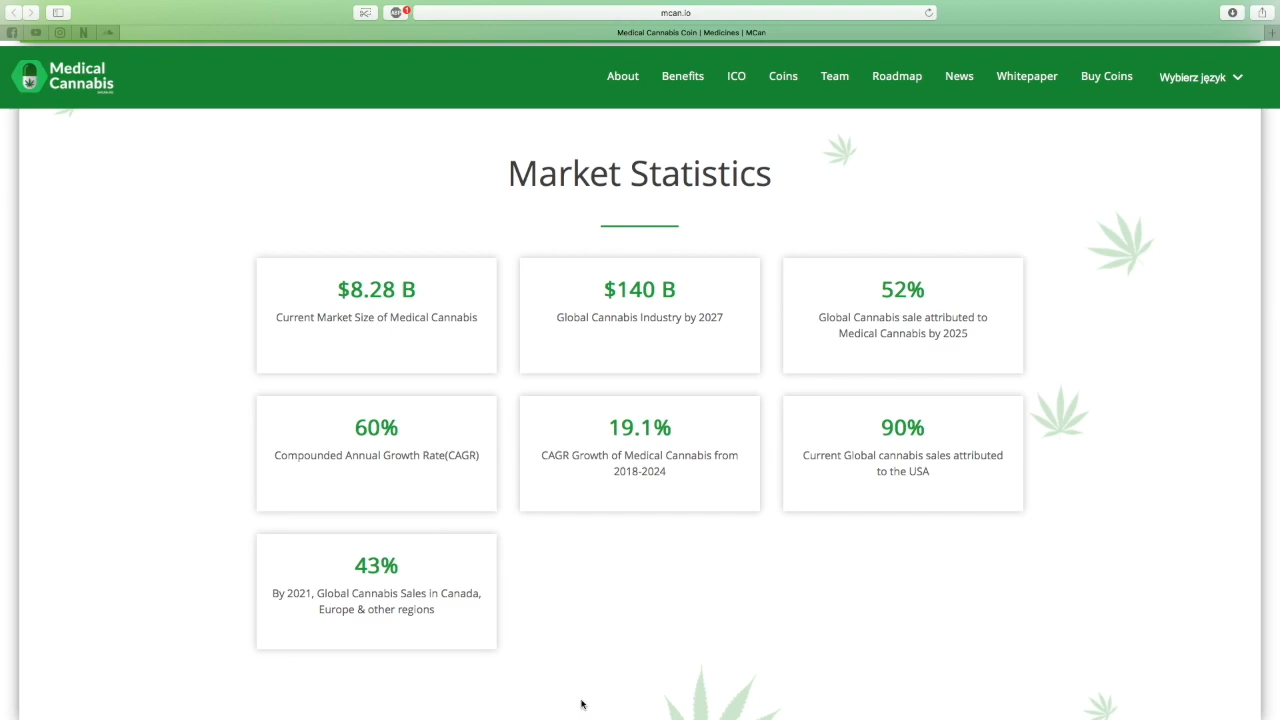 mcan.io
1
Medical Cannabis Coin | Medicines | MCan
N
Medical
Cannabis
About
Benefits
ICO
Coins
Team
Roadmap
News
Whitepaper
Buy Coins
Wybierz język
Market Statistics
$8.28 B
Current Market Size of Medical Cannabis
$140 B
Global Cannabis Industry by 2027
52%
Global Cannabis sale attributed to
Medical Cannabis by 2025
60%
Compounded Annual Growth Rate(CAGR)
19.1%
CAGR Growth of Medical Cannabis from
2018-2024
90%
Current Global cannabis sales attributed
to the USA
43%
By 2021, Global Cannabis Sales in Canada,
Europe & other regions